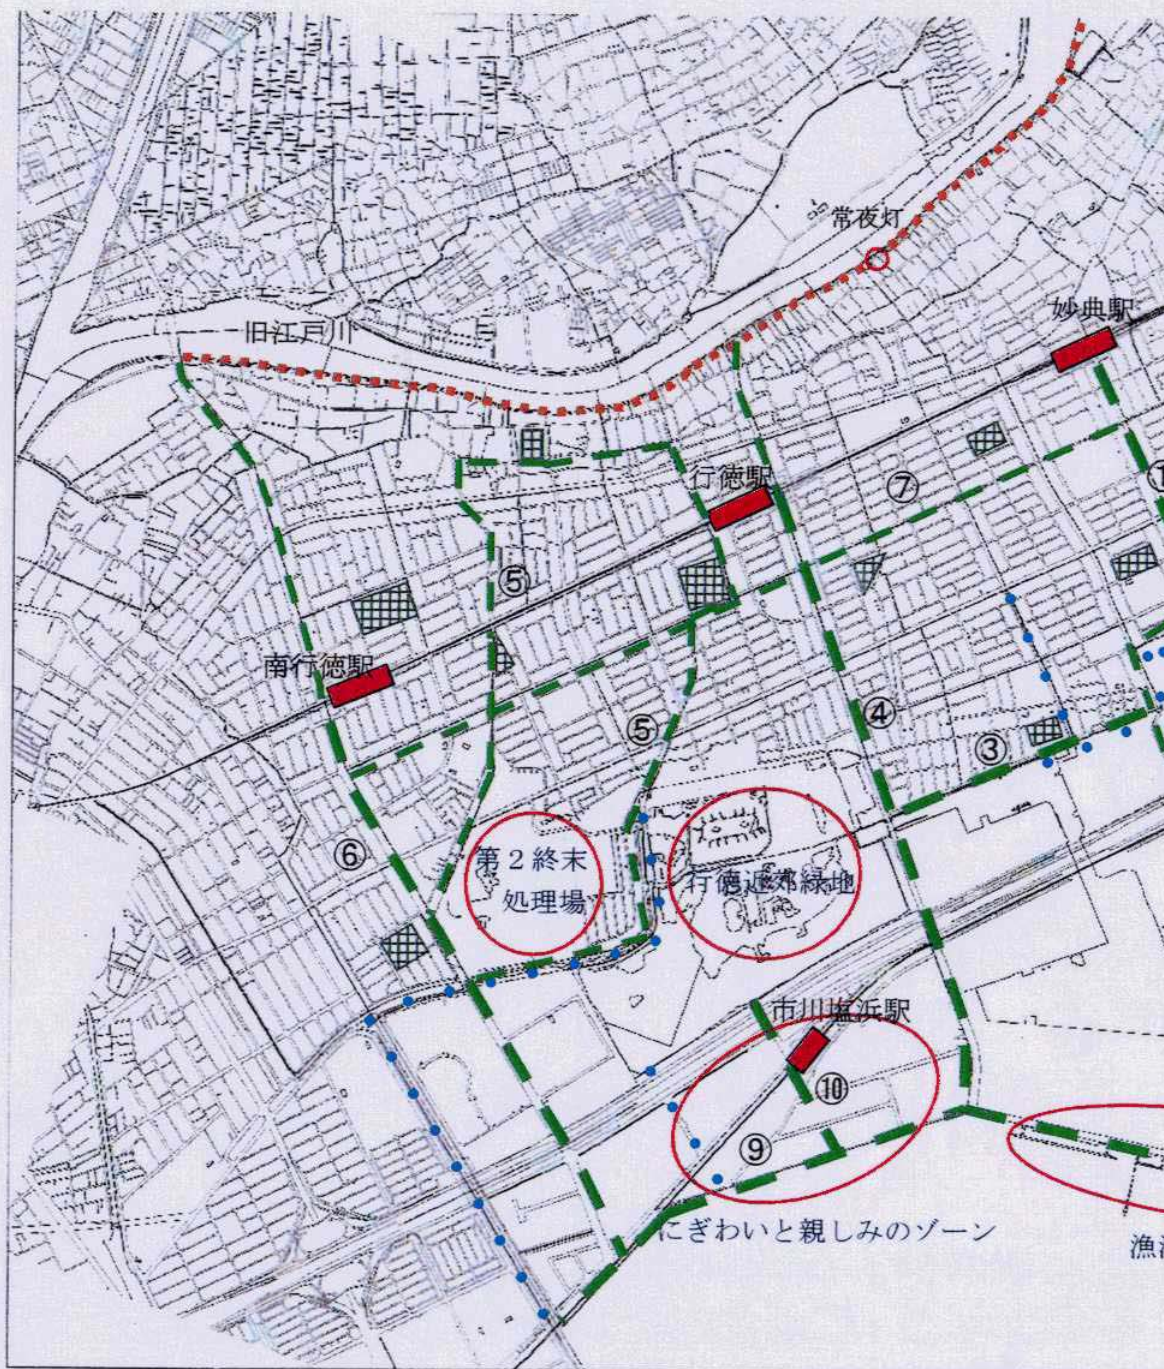 常夜灯
妙典駅
旧江戸川
行徳駅
⑦
①
⑤
南行徳駅
⑤
④
③
⑥
第2終末
処理場
行徳近郊緑地
市川塩浜駅
⑩
⑨
にぎわいと親しみのゾーン
漁